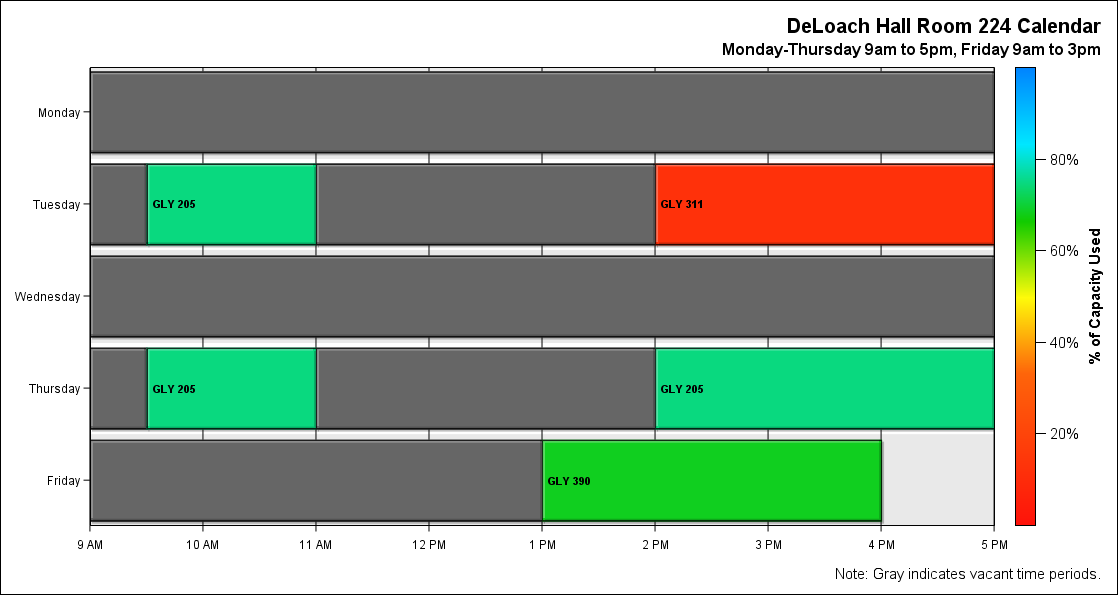 DeLoach Hall Room 224 Calendar
Monday-Thursday 9am to 5pm, Friday 9am to 3pm
Monday
Tuesday
GLY 205
GLY 311
Wednesday
Thursday
GLY 205
GLY 205
Friday
GLY 390
9 AM
10 AM
11 AM
12 PM
1 PM
2 PM
3 PM
4 PM
5 PM
80%
60%
40%
20%
% of Capacity Used
Note: Gray indicates vacant time periods.